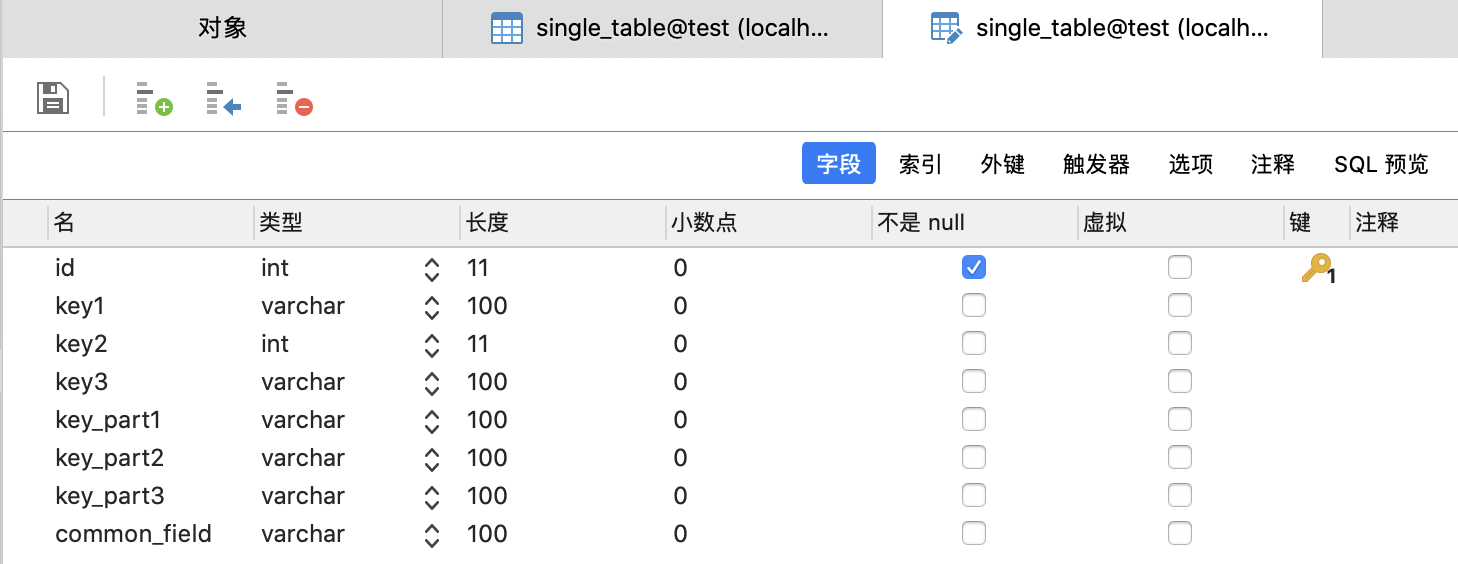 对象 single_table@test (localh... single_table@test (localh...
字段 索引 外键 触发器 选项 注释 SQL 预览
名 类型 长度 小数点 不是 null 虚拟 键 注释
id int 11 0 1
key1 varchar 100 0
key2 int 11 0
key3 varchar 100 0
key_part1 varchar 100 0
key_part2 varchar 100 0
key_part3 varchar 100 0
common_field varchar 100 0